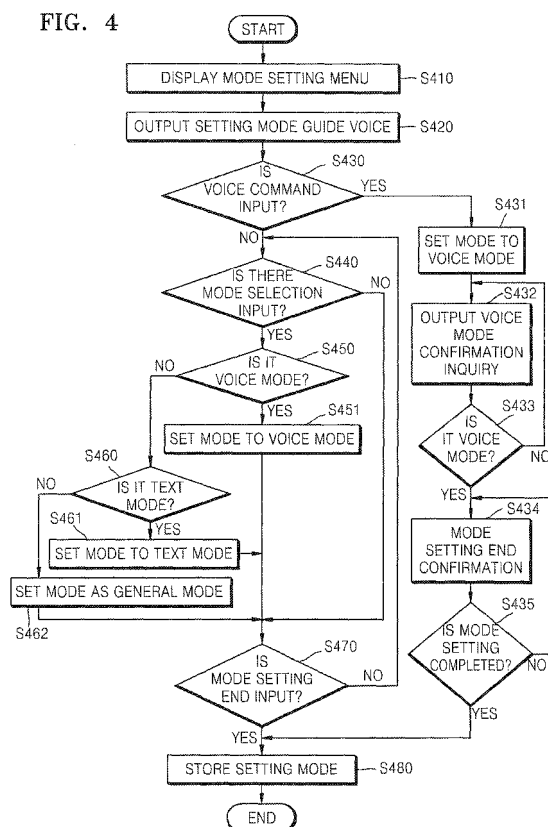 FIG. 4
START
DISPLAY MODE SETTING MENU
S410
OUTPUT SETTING MODE GUIDE VOICE
S420
IS
VOICE COMMAND
INPUT?
S430
YES
NO
S431
SET MODE TO
VOICE MODE
IS THERE
MODE SELECTION
INPUT?
S440
NO
YES
S432
NO
OUTPUT VOICE
MODE
CONFIRMATION
INQUIRY
IS IT
VOICE MODE?
S450
NO
YES
S451
SET MODE TO VOICE MODE
S433
IS
IT VOICE
MODE?
NO
YES
S460
IS IT TEXT
MODE?
NO
YES
S461
SET MODE TO TEXT MODE
S434
MODE
SETTING END
CONFIRMATION
SET MODE AS GENERAL MODE
S462
S435
IS MODE
SETTING
COMPLETED?
NO
YES
IS
MODE SETTING
END INPUT?
S470
NO
YES
STORE SETTING MODE
S480
END